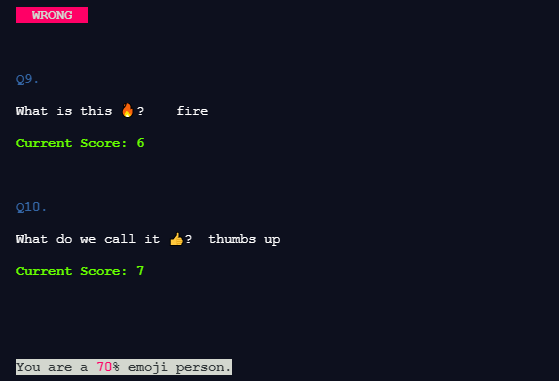 WRONG
Q9.
What is this 🔥? fire
Current Score: 6
Q10.
What do we call it 👍? thumbs up
Current Score: 7
You are a 70% emoji person.